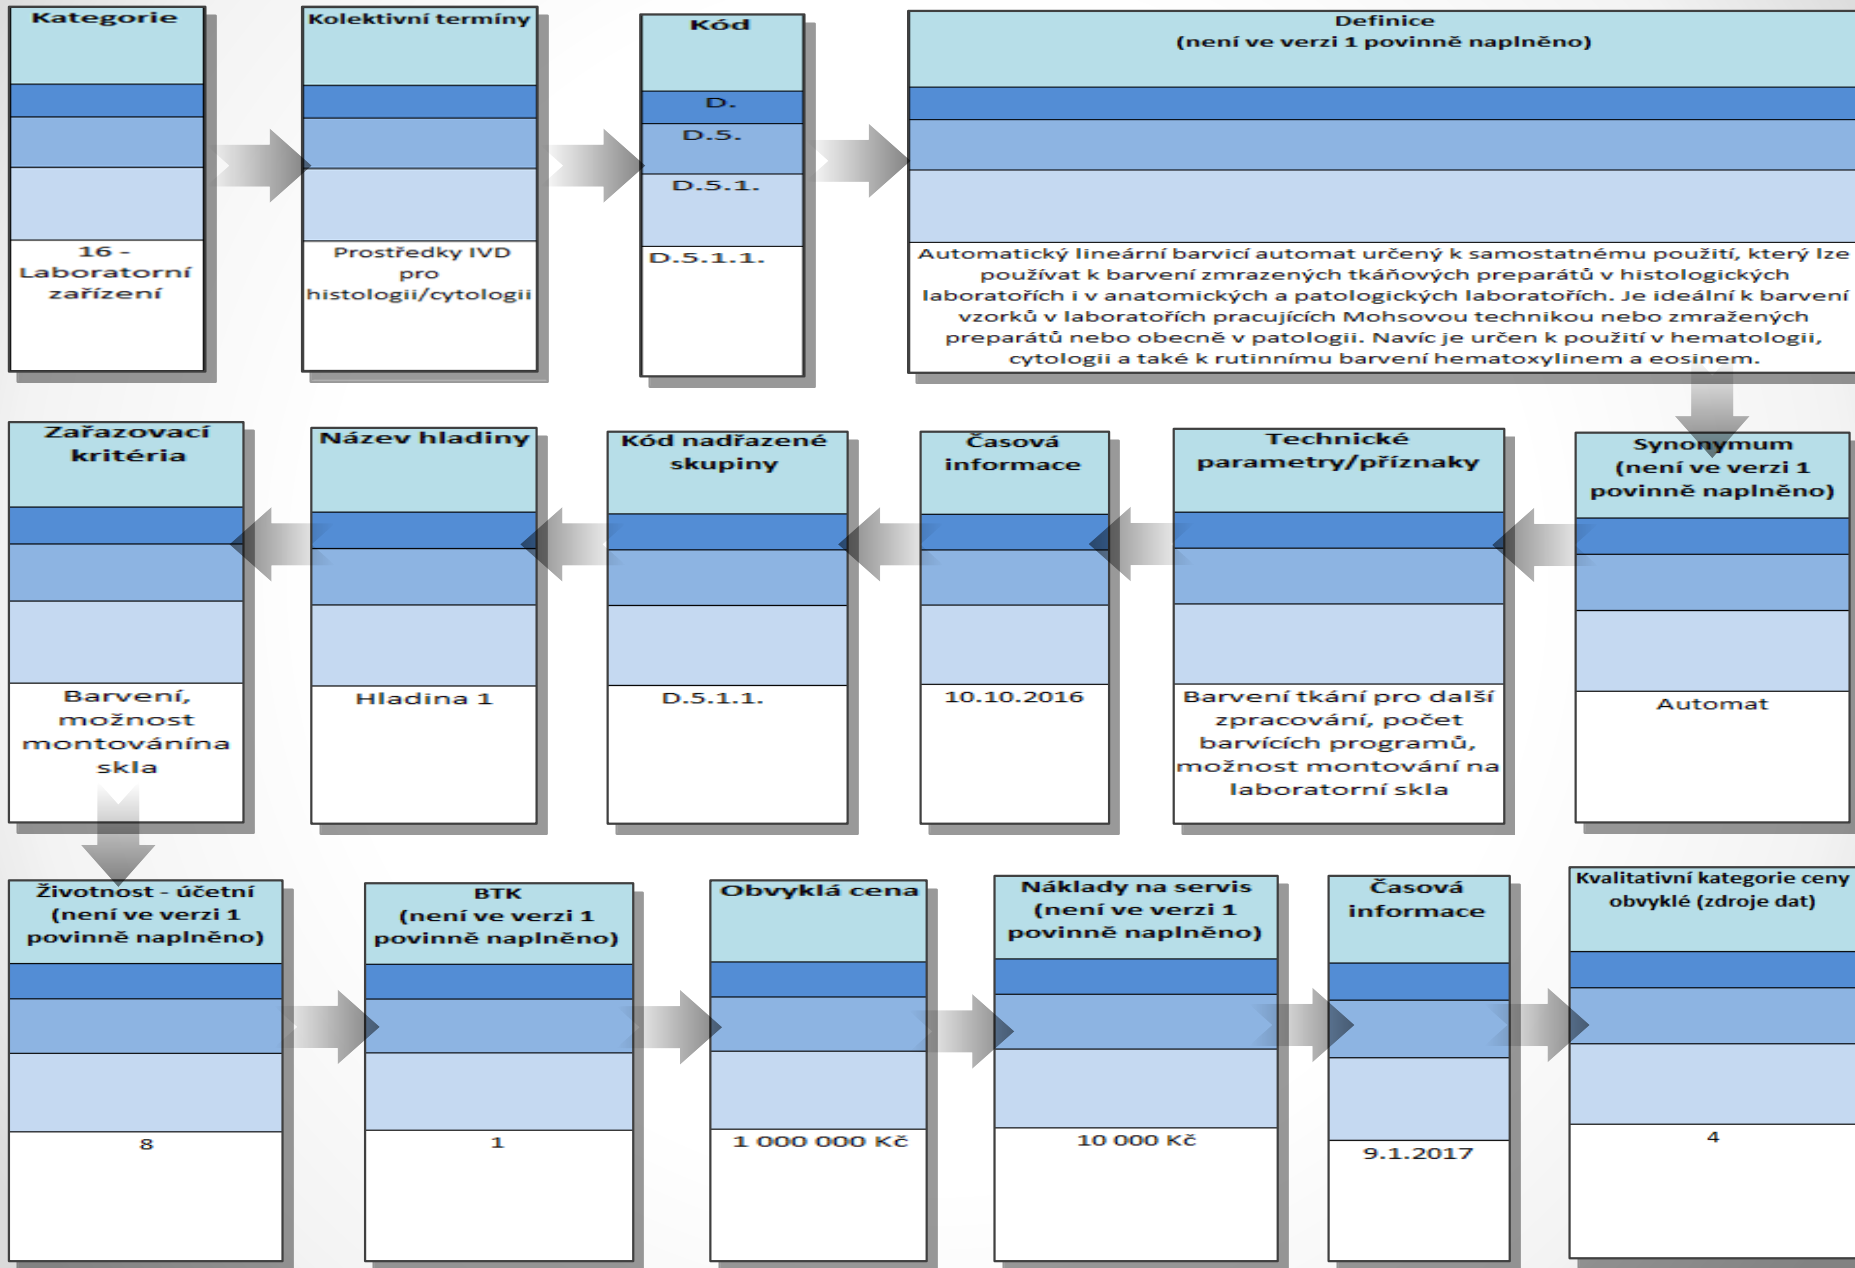 Kategorie
16 -
Laboratorní
zařízení
Kolektivní termíny
Prostředky IVD
pro
histologii/cytologii
Kód
D.
D.5.
D.5.1.
D.5.1.1.
Definice
(není ve verzi 1 povinně naplněno)
Automatický lineární barvicí automat určený k samostatnému použití, který lze
používat k barvení zmrazených tkáňových preparátů v histologických
laboratořích i v anatomických a patologických laboratořích. Je ideální k barvení
vzorků v laboratořích pracujících Mohsovou technikou nebo zmražených
preparátů nebo obecně v patologii. Navíc je určen k použití v hematologii,
cytologii a také k rutinnímu barvení hematoxylinem a eosinem.
Synonymum
(není ve verzi 1
povinně naplněno)
Automat
Technické
parametry/příznaky
Barvení tkání pro další
zpracování, počet
barvících programů,
možnost montování na
laboratorní skla
Časová
informace
10.10.2016
Kód nadřazené
skupiny
D.5.1.1.
Název hladiny
Hladina 1
Zařazovací
kritéria
Barvení,
možnost
montovánína
skla
Životnost - účetní
(není ve verzi 1
povinně naplněno)
8
BTK
(není ve verzi 1
povinně naplněno)
1
Obvyklá cena
1 000 000 Kč
Náklady na servis
(není ve verzi 1
povinně naplněno)
10 000 Kč
Časová
informace
9.1.2017
Kvalitativní kategorie ceny
obvyklé (zdroje dat)
4